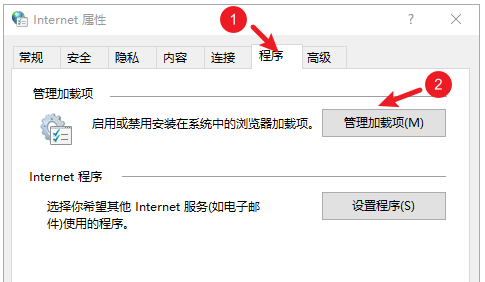 Internet 属性
? ×
1
常规 安全 隐私 内容 连接 程序 高级
管理加载项
2
启用或禁用安装在系统中的浏览器加载项。
管理加载项(M)
Internet 程序
选择你希望其他 Internet 服务(如电子邮
件)使用的程序。
设置程序(S)